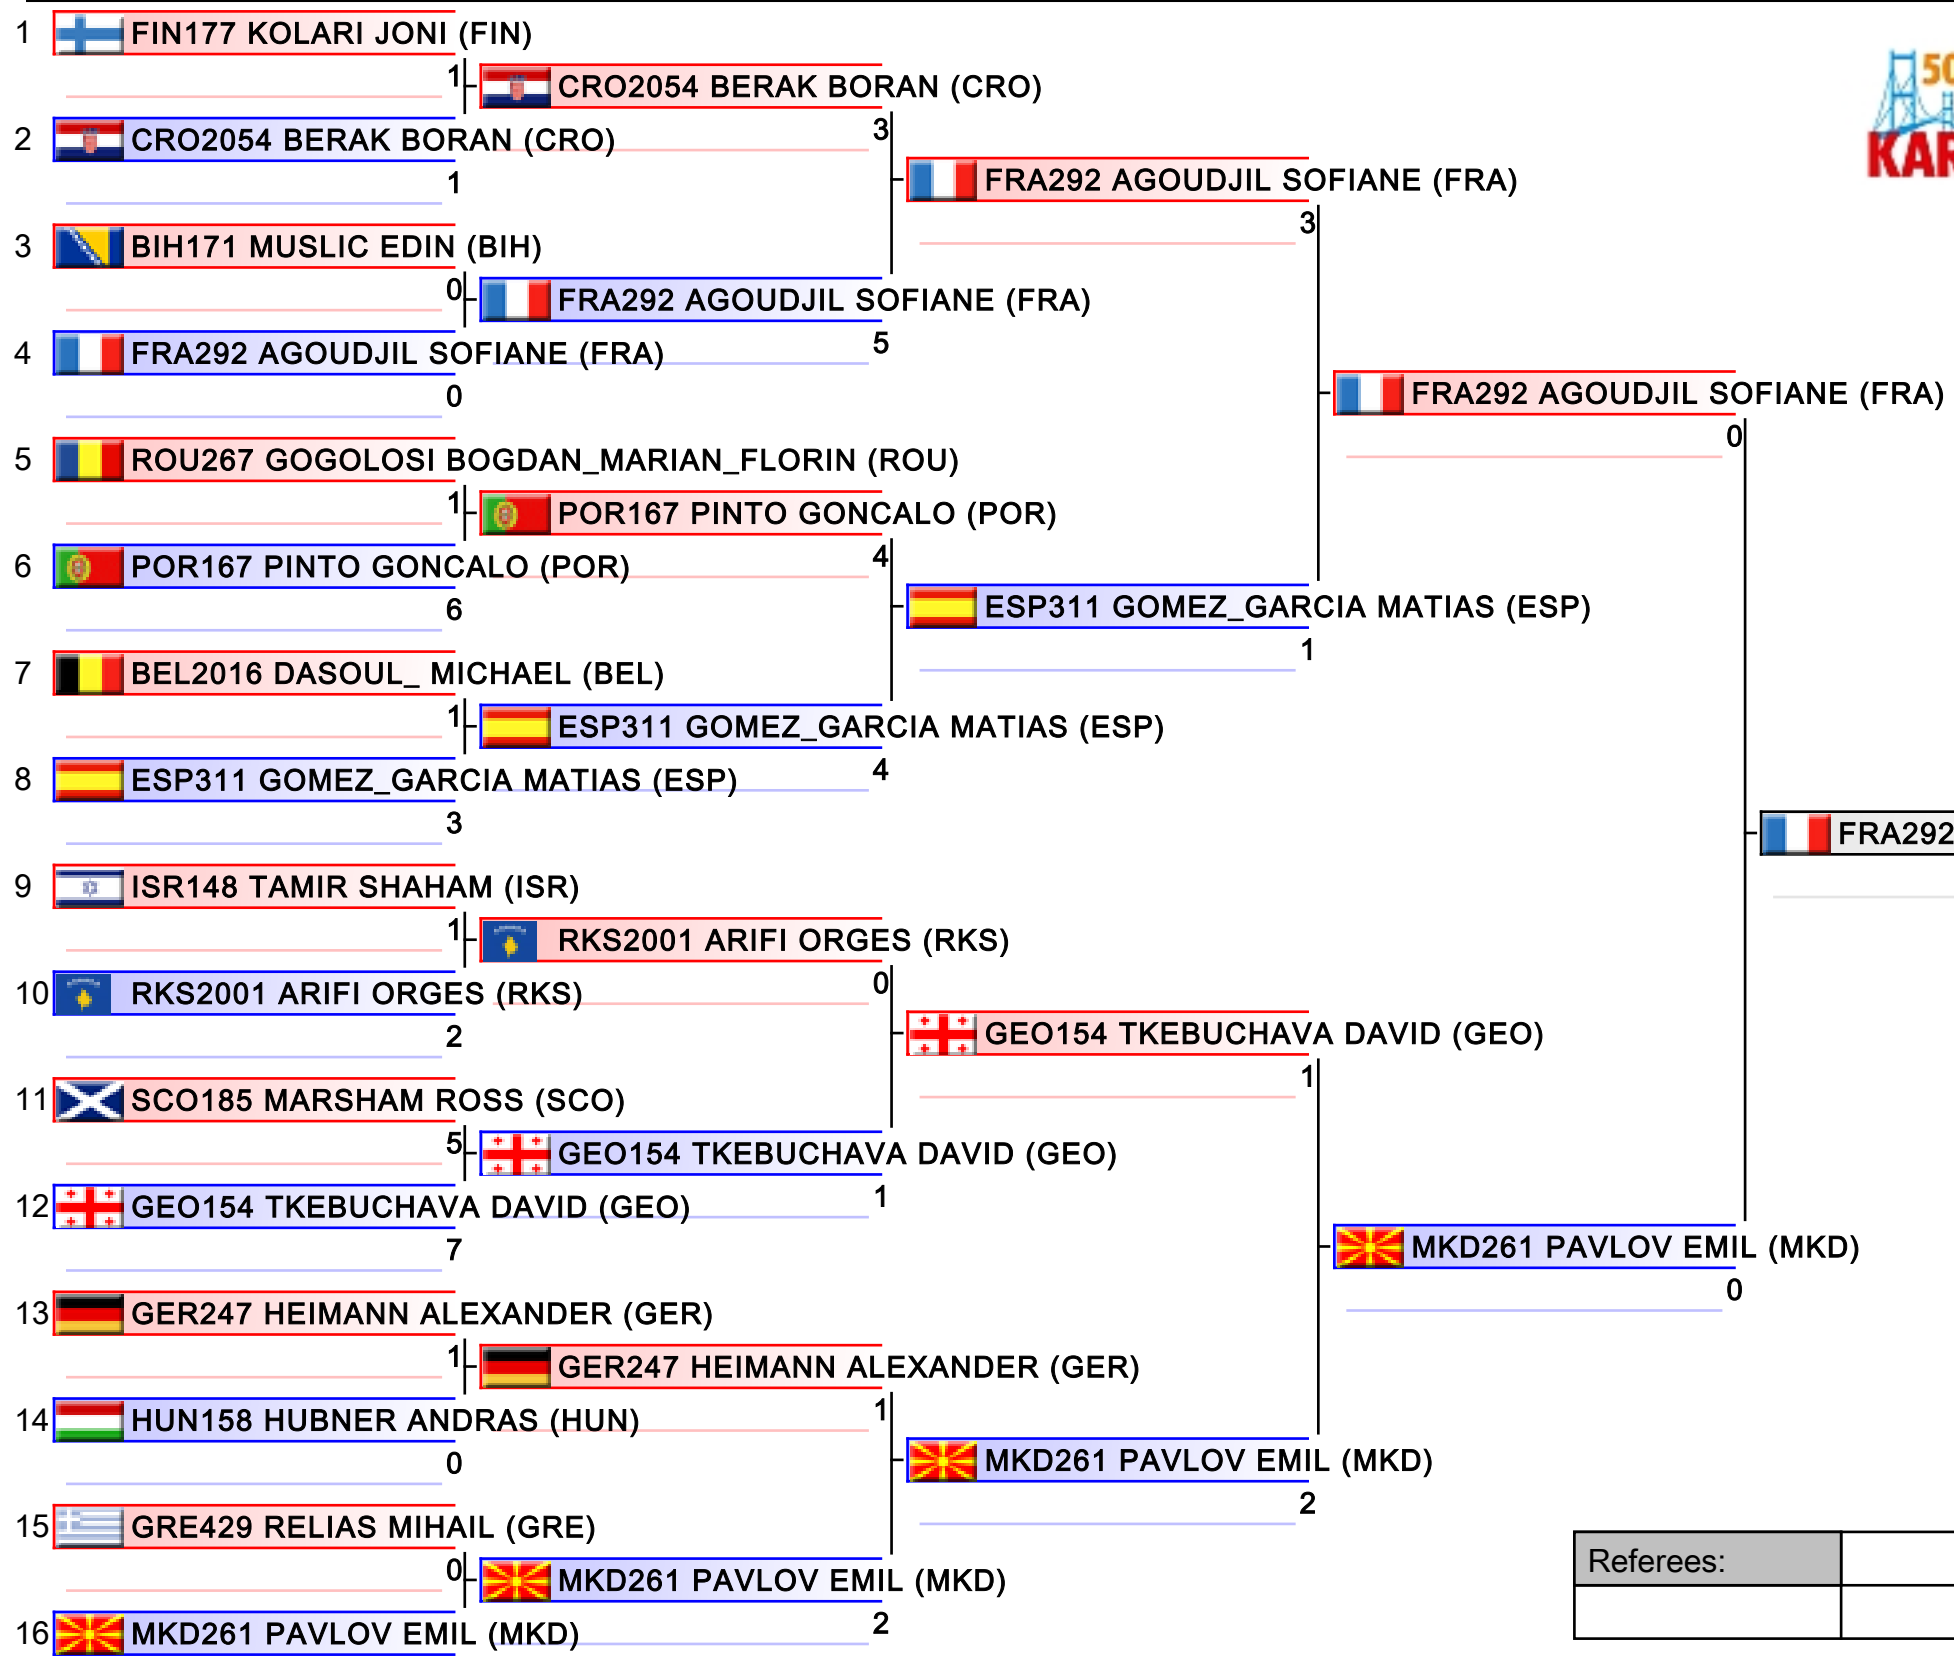 1 FIN177 KOLARI JONI (FIN)
50
1
CRO2054 BERAK BORAN (CRO)
2 CRO2054 BERAK BORAN (CRO)
3
KAR
1
FRA292 AGOUDJIL SOFIANE (FRA)
3
3 BIH171 MUSLIC EDIN (BIH)
0
FRA292 AGOUDJIL SOFIANE (FRA)
4 FRA292 AGOUDJIL SOFIANE (FRA)
5
0
FRA292 AGOUDJIL SOFIANE (FRA)
0
5 ROU267 GOGOLOSI BOGDAN_MARIAN_FLORIN (ROU)
1
POR167 PINTO GONCALO (POR)
6 POR167 PINTO GONCALO (POR)
4
6
ESP311 GOMEZ_GARCIA MATIAS (ESP)
1
7 BEL2016 DASOUL_ MICHAEL (BEL)
1
ESP311 GOMEZ_GARCIA MATIAS (ESP)
8 ESP311 GOMEZ_GARCIA MATIAS (ESP)
4
3
FRA292
9 ISR148 TAMIR SHAHAM (ISR)
1
RKS2001 ARIFI ORGES (RKS)
10 RKS2001 ARIFI ORGES (RKS)
0
2
GEO154 TKEBUCHAVA DAVID (GEO)
1
11 SCO185 MARSHAM ROSS (SCO)
5
GEO154 TKEBUCHAVA DAVID (GEO)
12 GEO154 TKEBUCHAVA DAVID (GEO)
1
7
MKD261 PAVLOV EMIL (MKD)
0
13 GER247 HEIMANN ALEXANDER (GER)
1
GER247 HEIMANN ALEXANDER (GER)
14 HUN158 HUBNER ANDRAS (HUN)
1
0
MKD261 PAVLOV EMIL (MKD)
2
15 GRE429 RELIAS MIHAIL (GRE)
0
MKD261 PAVLOV EMIL (MKD)
16 MKD261 PAVLOV EMIL (MKD)
2
Referees: